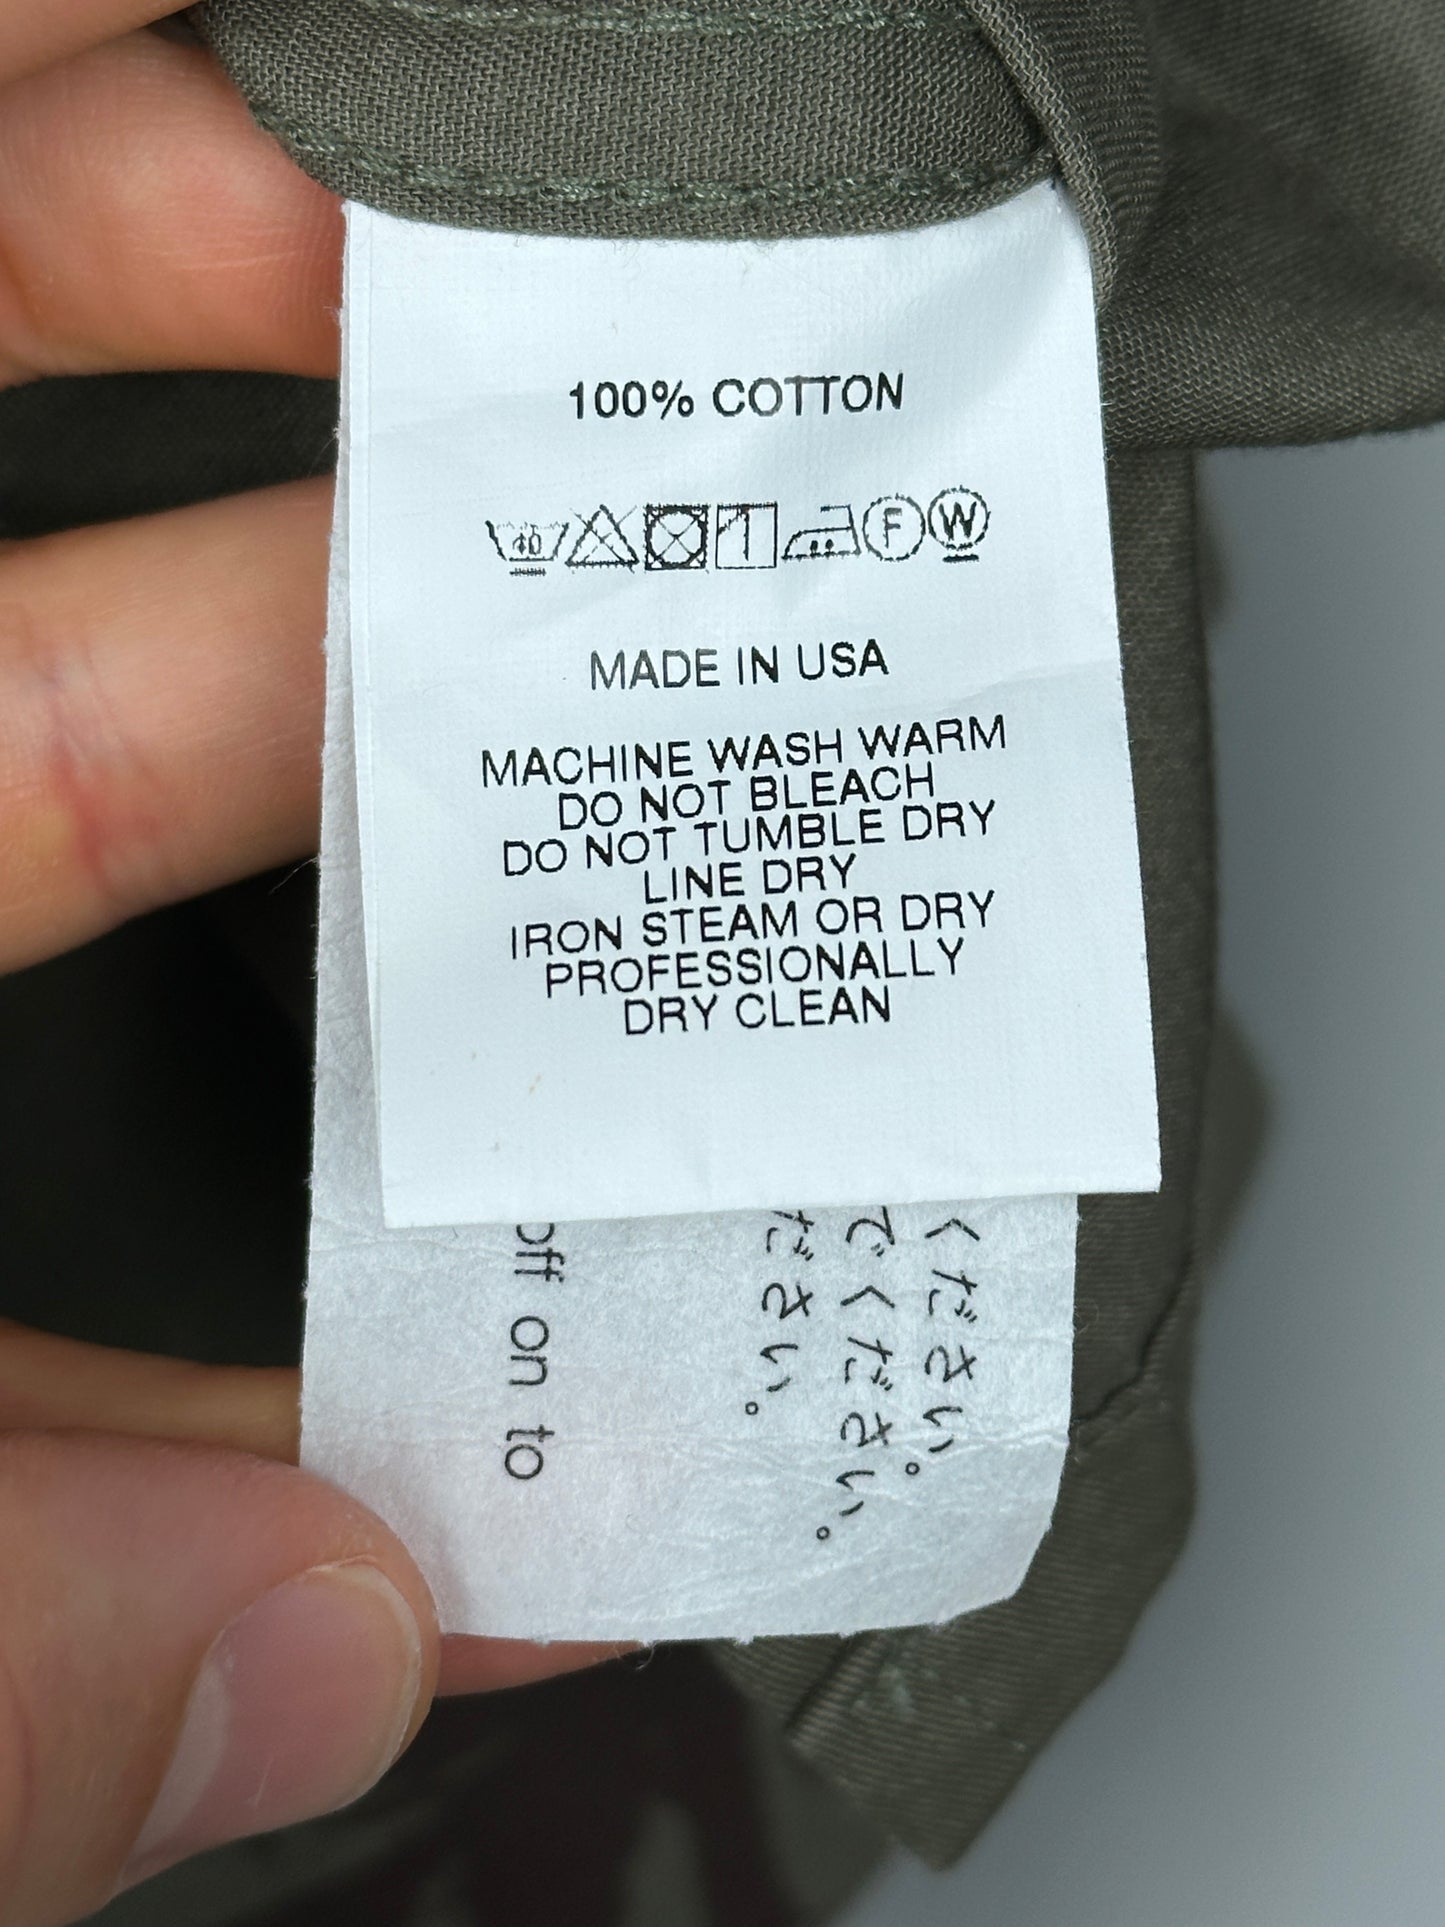 100% COTTON
40 F W
MADE IN USA
MACHINE WASH WARM
DO NOT BLEACH
DO NOT TUMBLE DRY
LINE DRY
IRON STEAM OR DRY
PROFESSIONALLY
DRY CLEAN
ください。
でください。
ださい。
off on to